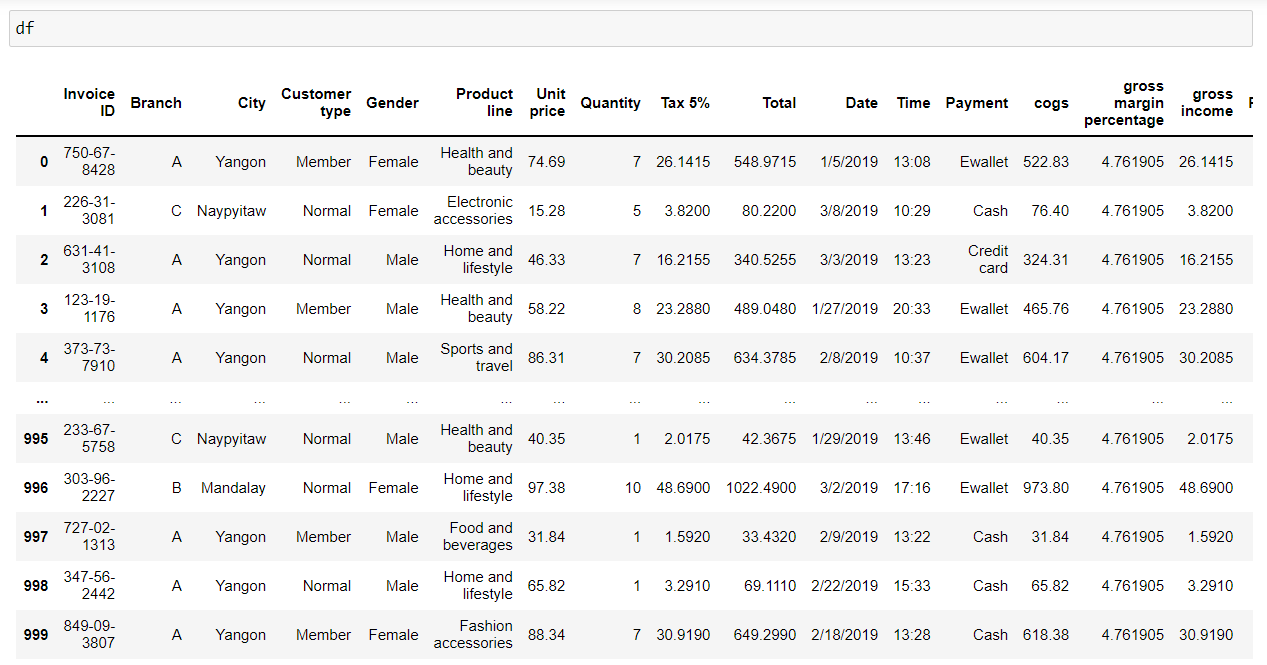 df
Invoice ID Branch City Customer type Gender Product line Unit price Quantity Tax 5% Total Date Time Payment cogs gross margin percentage gross income
0 750-67-8428 A Yangon Member Female Health and beauty 74.69 7 26.1415 548.9715 1/5/2019 13:08 Ewallet 522.83 4.761905 26.1415
1 226-31-3081 C Naypyitaw Normal Female Electronic accessories 15.28 5 3.8200 80.2200 3/8/2019 10:29 Cash 76.40 4.761905 3.8200
2 631-41-3108 A Yangon Normal Male Home and lifestyle 46.33 7 16.2155 340.5255 3/3/2019 13:23 Credit card 324.31 4.761905 16.2155
3 123-19-1176 A Yangon Member Male Health and beauty 58.22 8 23.2880 489.0480 1/27/2019 20:33 Ewallet 465.76 4.761905 23.2880
4 373-73-7910 A Yangon Normal Male Sports and travel 86.31 7 30.2085 634.3785 2/8/2019 10:37 Ewallet 604.17 4.761905 30.2085
... ... ... ... ... ... ... ... ... ... ... ... ... ... ... ... ...
995 233-67-5758 C Naypyitaw Normal Male Health and beauty 40.35 1 2.0175 42.3675 1/29/2019 13:46 Ewallet 40.35 4.761905 2.0175
996 303-96-2227 B Mandalay Normal Female Home and lifestyle 97.38 10 48.6900 1022.4900 3/2/2019 17:16 Ewallet 973.80 4.761905 48.6900
997 727-02-1313 A Yangon Member Male Food and beverages 31.84 1 1.5920 33.4320 2/9/2019 13:22 Cash 31.84 4.761905 1.5920
998 347-56-2442 A Yangon Normal Male Home and lifestyle 65.82 1 3.2910 69.1110 2/22/2019 15:33 Cash 65.82 4.761905 3.2910
999 849-09-3807 A Yangon Member Female Fashion accessories 88.34 7 30.9190 649.2990 2/18/2019 13:28 Cash 618.38 4.761905 30.9190